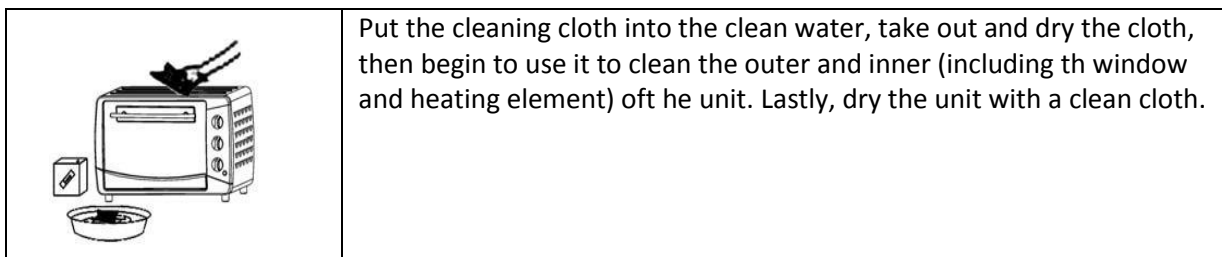 Put the cleaning cloth into the clean water, take out and dry the cloth,
then begin to use it to clean the outer and inner (including th window
and heating element) oft he unit. Lastly, dry the unit with a clean cloth.